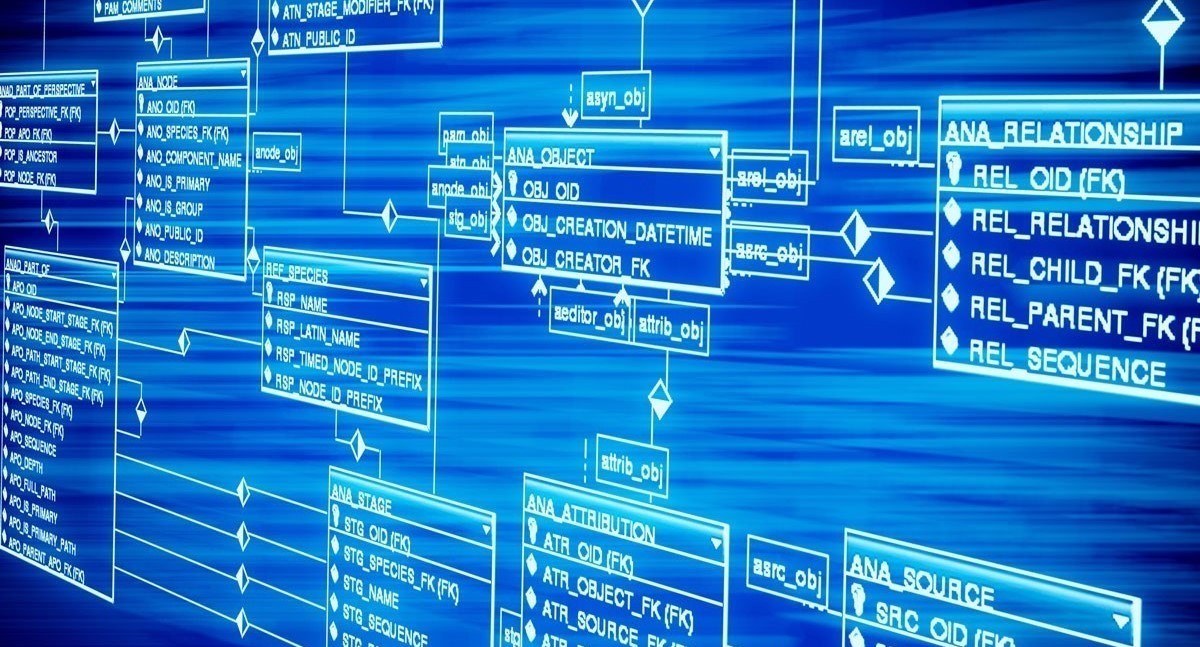 PAM_COMMENTS
ATN_STAGE_MODIFIER_FK (FK)
ATN_PUBLIC_ID
ANAD_PART_OF_PERSPECTIVE
POP_PERSPECTIVE_FK (FK)
POP_APO_FK (FK)
POP_IS_ANCESTOR
POP_NODE_FK (FK)
ANA_NODE
ANO_OID (FK)
ANO_SPECIES_FK (FK)
ANO_COMPONENT_NAME
ANO_IS_PRIMARY
ANO_IS_GROUP
ANO_PUBLIC_ID
ANO_DESCRIPTION
anode_obj
asyn_obj
pam_obj
atn_obj
anode_obj
stg_obj
ANA_OBJECT
OBJ_OID
OBJ_CREATION_DATETIME
OBJ_CREATOR_FK
arel_obj
asrc_obj
aeditor_obj
attrib_obj
arel_obj
ANA_RELATIONSHIP
REL_OID (FK)
REL_RELATIONSHI
REL_CHILD_FK (FK)
REL_PARENT_FK (F
REL_SEQUENCE
ANAD_PART_OF
APO_OID
APO_NODE_START_STAGE_FK (FK)
APO_NODE_END_STAGE_FK (FK)
APO_PATH_START_STAGE_FK (FK)
APO_PATH_END_STAGE_FK (FK)
APO_SPECIES_FK (FK)
APO_NODE_FK (FK)
APO_SEQUENCE
APO_DEPTH
APO_FULL_PATH
APO_IS_PRIMARY
APO_IS_PRIMARY_PATH
APO_PARENT_APO_FK (FK)
REF_SPECIES
RSP_NAME
RSP_LATIN_NAME
RSP_TIMED_NODE_ID_PREFIX
RSP_NODE_ID_PREFIX
ANA_STAGE
STG_OID (FK)
STG_SPECIES_FK (FK)
STG_NAME
STG_SEQUENCE
stg
attrib_obj
ANA_ATTRIBUTION
ATR_OID (FK)
ATR_OBJECT_FK (FK)
ATR_SOURCE_FK (FK)
asrc_obj
ANA_SOURCE
SRC_OID (FK)